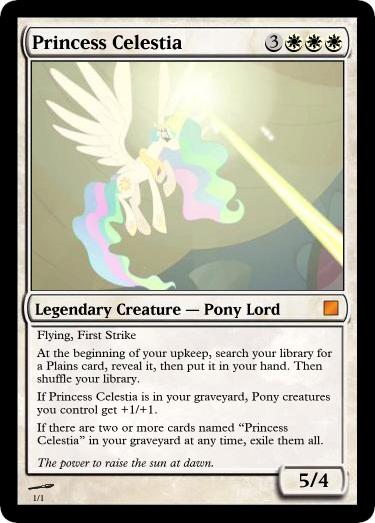 Princess Celestia 3
Legendary Creature — Pony Lord
Flying, First Strike
At the beginning of your upkeep, search your library for
a Plains card, reveal it, then put it in your hand. Then
shuffle your library.
If Princess Celestia is in your graveyard, Pony creatures
you control get +1/+1.
If there are two or more cards named “Princess
Celestia” in your graveyard at any time, exile them all.
The power to raise the sun at dawn.
5/4
1/1